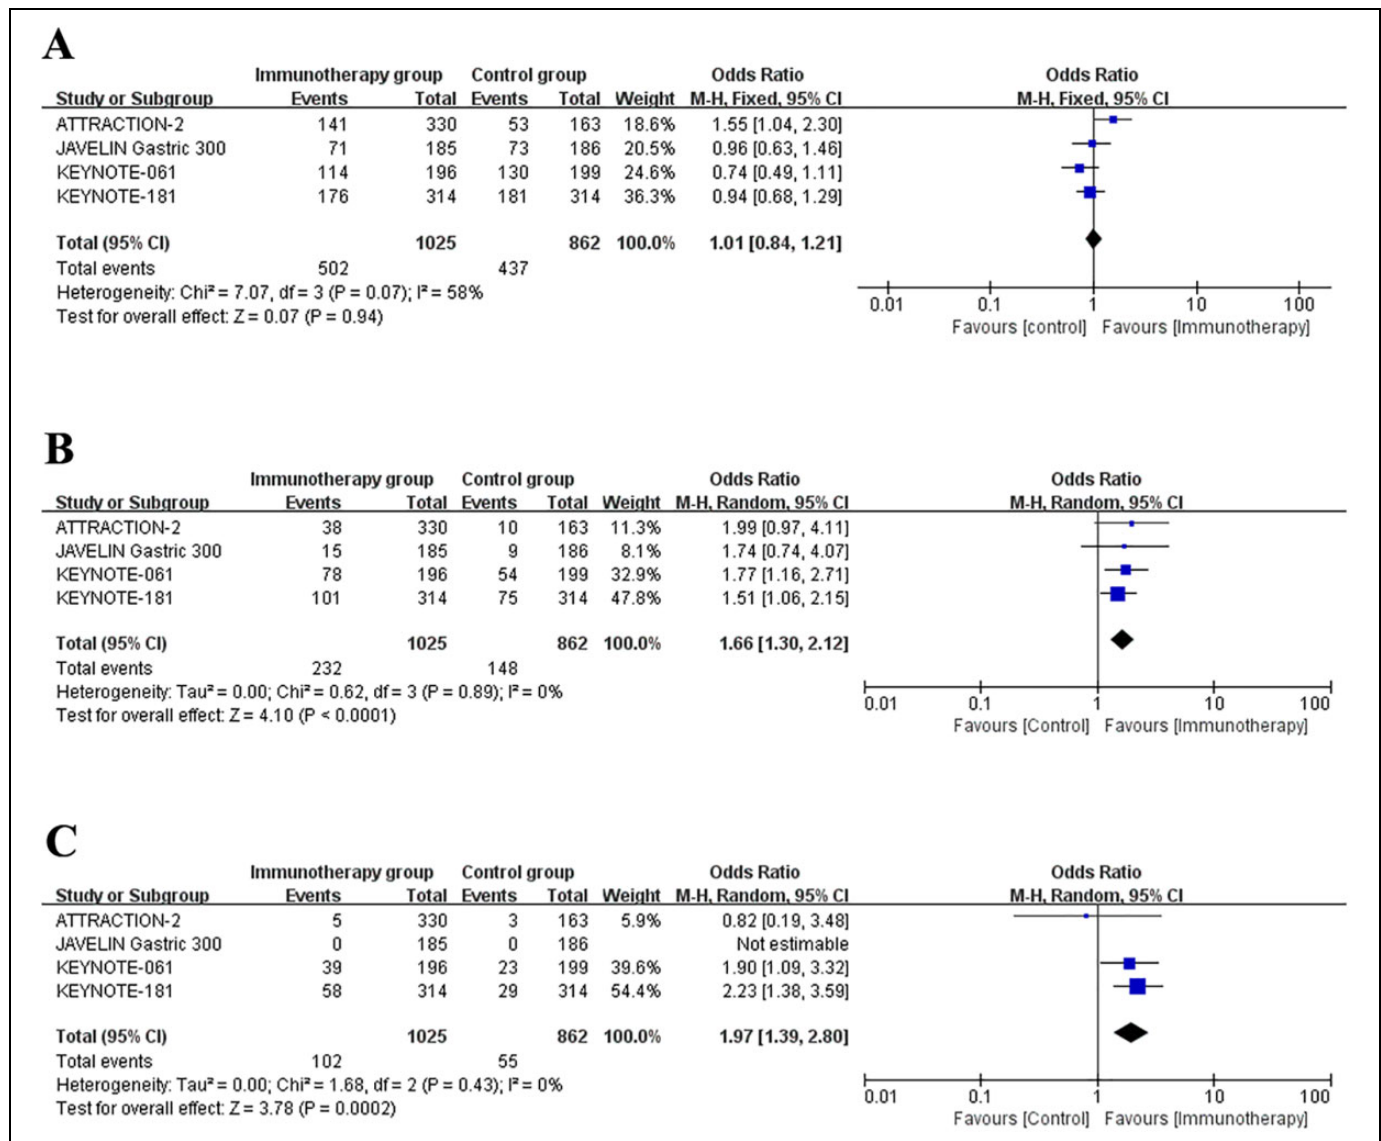 A
Immunotherapy group Control group Odds Ratio Odds Ratio
Study or Subgroup Events Total Events Total Weight M-H, Fixed, 95% CI M-H, Fixed, 95% CI
ATTRACTION-2 141 330 53 163 18.6% 1.55 [1.04, 2.30]
JAVELIN Gastric 300 71 185 73 186 20.5% 0.96 [0.63, 1.46]
KEYNOTE-061 114 196 130 199 24.6% 0.74 [0.49, 1.11]
KEYNOTE-181 176 314 181 314 36.3% 0.94 [0.68, 1.29]
Total (95% CI) 1025 862 100.0% 1.01 [0.84, 1.21]
Total events 502 437
Heterogeneity: Chi² = 7.07, df = 3 (P = 0.07); I² = 58%
Test for overall effect: Z = 0.07 (P = 0.94)
0.01 0.1 1 10 100
Favours [control] Favours [Immunotherapy]
B
Immunotherapy group Control group Odds Ratio Odds Ratio
Study or Subgroup Events Total Events Total Weight M-H, Random, 95% CI M-H, Random, 95% CI
ATTRACTION-2 38 330 10 163 11.3% 1.99 [0.97, 4.11]
JAVELIN Gastric 300 15 185 9 186 8.1% 1.74 [0.74, 4.07]
KEYNOTE-061 78 196 54 199 32.9% 1.77 [1.16, 2.71]
KEYNOTE-181 101 314 75 314 47.8% 1.51 [1.06, 2.15]
Total (95% CI) 1025 862 100.0% 1.66 [1.30, 2.12]
Total events 232 148
Heterogeneity: Tau² = 0.00; Chi² = 0.62, df = 3 (P = 0.89); I² = 0%
Test for overall effect: Z = 4.10 (P < 0.0001)
0.01 0.1 1 10 100
Favours [Control] Favours [Immunotherapy]
C
Immunotherapy group Control group Odds Ratio Odds Ratio
Study or Subgroup Events Total Events Total Weight M-H, Random, 95% CI M-H, Random, 95% CI
ATTRACTION-2 5 330 3 163 5.9% 0.82 [0.19, 3.48]
JAVELIN Gastric 300 0 185 0 186 Not estimable
KEYNOTE-061 39 196 23 199 39.6% 1.90 [1.09, 3.32]
KEYNOTE-181 58 314 29 314 54.4% 2.23 [1.38, 3.59]
Total (95% CI) 1025 862 100.0% 1.97 [1.39, 2.80]
Total events 102 55
Heterogeneity: Tau² = 0.00; Chi² = 1.68, df = 2 (P = 0.43); I² = 0%
Test for overall effect: Z = 3.78 (P = 0.0002)
0.01 0.1 1 10 100
Favours [Control] Favours [Immunotherapy]